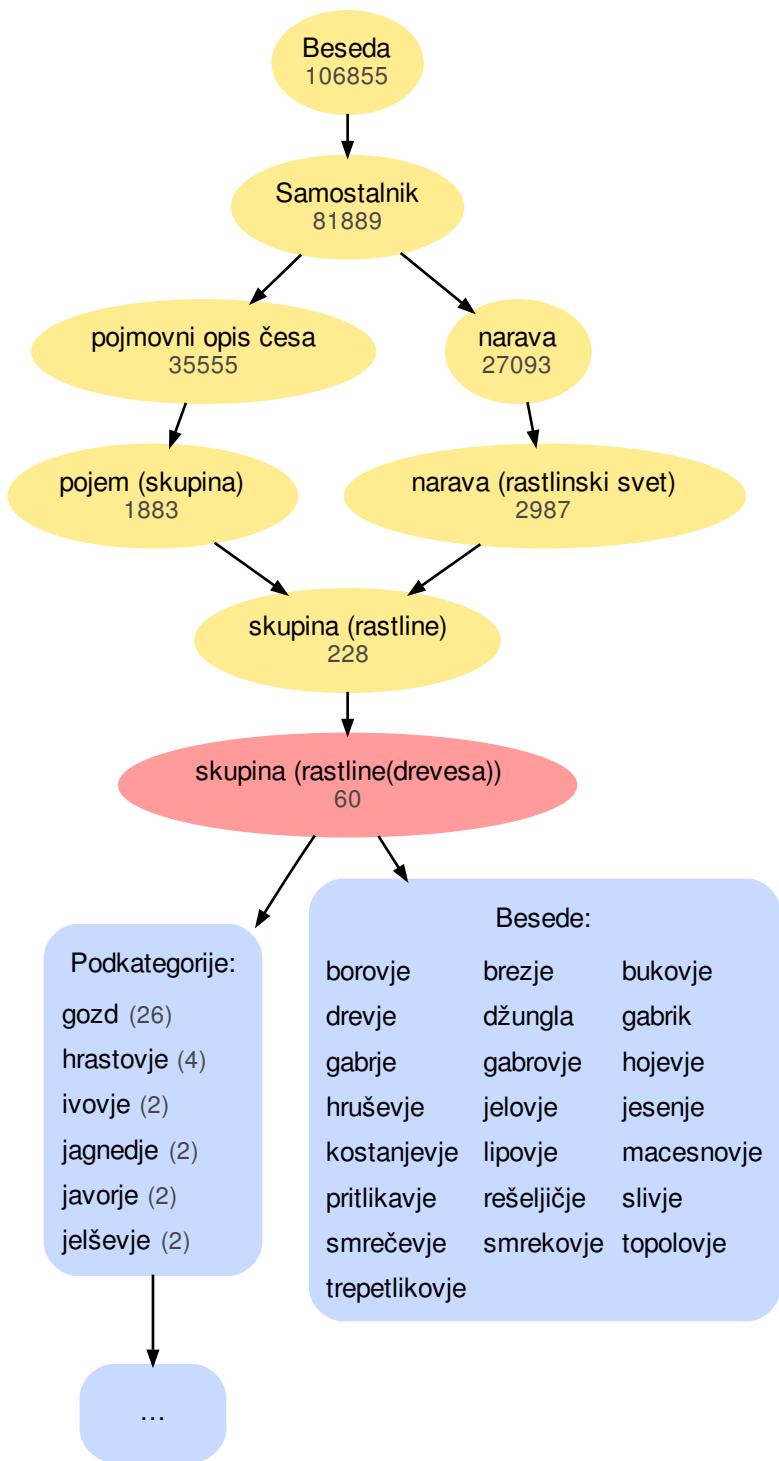 Beseda
106855
Samostalnik
81889
pojmovni opis česa
35555
narava
27093
pojem (skupina)
1883
narava (rastlinski svet)
2987
skupina (rastline)
228
skupina (rastline(drevesa))
60
Podkategorije:
gozd (26)
hrastovje (4)
ivovje (2)
jagnedje (2)
javorje (2)
jelševje (2)
...
Besede:
borovje brezje bukovje
drevje džungla gabrik
gabrje gabrovje hojevje
hruševje jelovje jesenje
kostanjevje lipovje macesnovje
pritlikavje rešeljičje slivje
smrečevje smrekovje topolovje
trepetlikovje